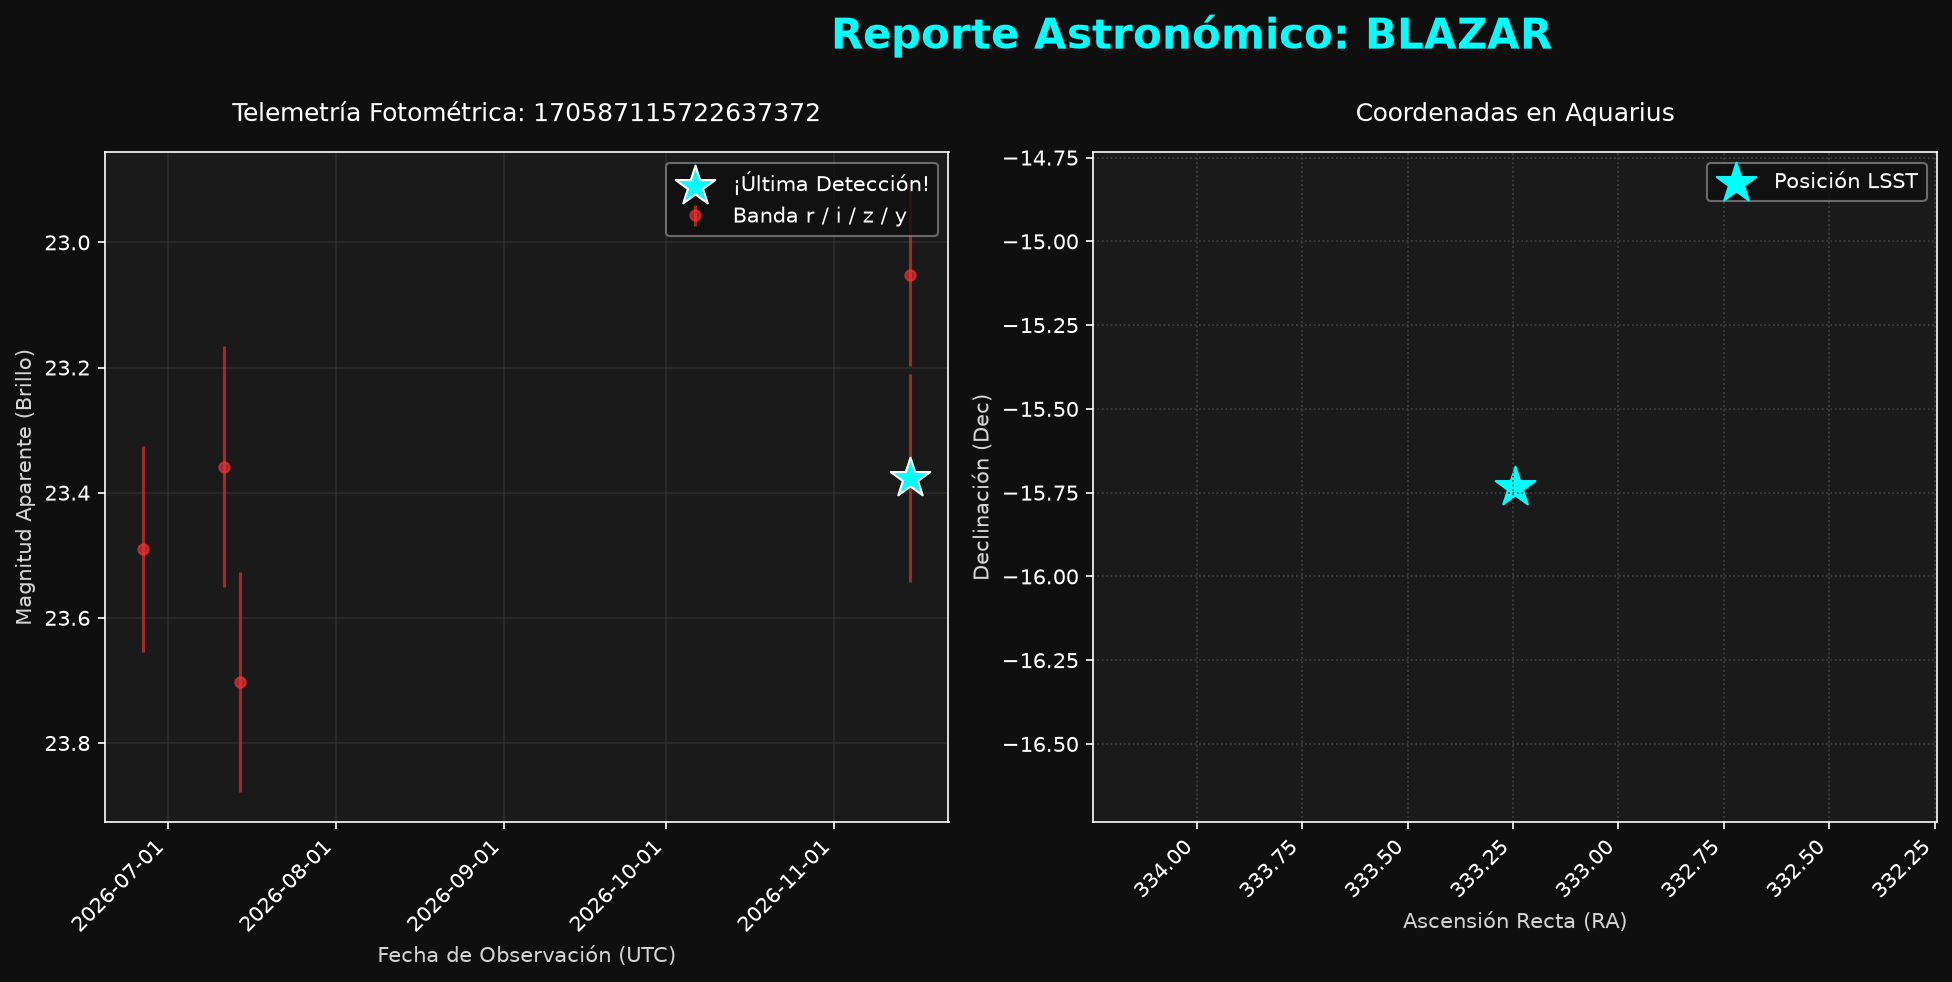 Reporte Astronómico: BLAZAR
Telemetría Fotométrica: 170587115722637372
¡Última Detección!
Banda r / i / z / y
Magnitud Aparente (Brillo)
23.0
23.2
23.4
23.6
23.8
2026-07-01
2026-08-01
2026-09-01
2026-10-01
2026-11-01
Fecha de Observación (UTC)
Coordenadas en Aquarius
Posición LSST
Declinación (Dec)
−14.75
−15.00
−15.25
−15.50
−15.75
−16.00
−16.25
−16.50
334.00
333.75
333.50
333.25
333.00
332.75
332.50
332.25
Ascensión Recta (RA)